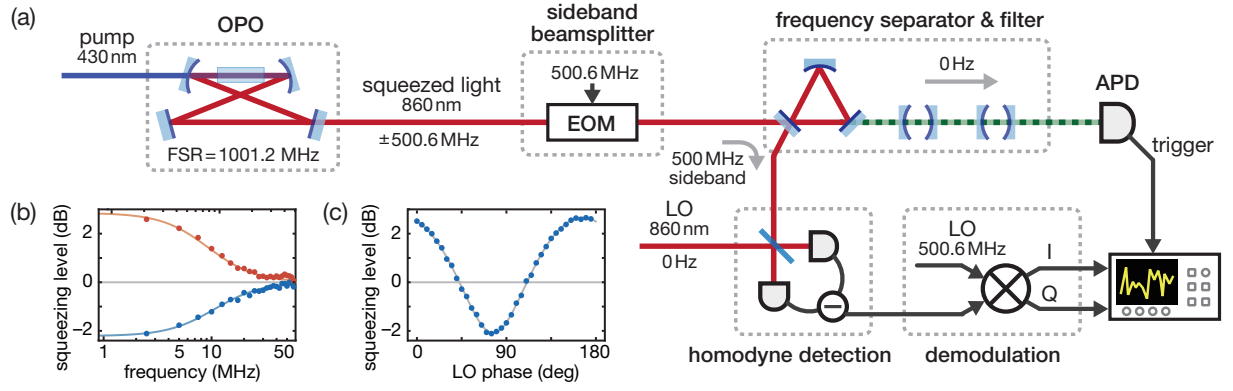 (a)
OPO
pump
430 nm
FSR = 1001.2 MHz
squeezed light
860 nm
±500.6 MHz
sideband
beamsplitter
500.6 MHz
EOM
frequency separator & filter
0 Hz
APD
trigger
500 MHz
sideband
LO
860 nm
0 Hz
homodyne detection
LO
500.6 MHz
I
Q
demodulation
(b)
squeezing level (dB)
2
0
−2
1
5
10
50
frequency (MHz)
(c)
squeezing level (dB)
2
0
−2
0
90
180
LO phase (deg)